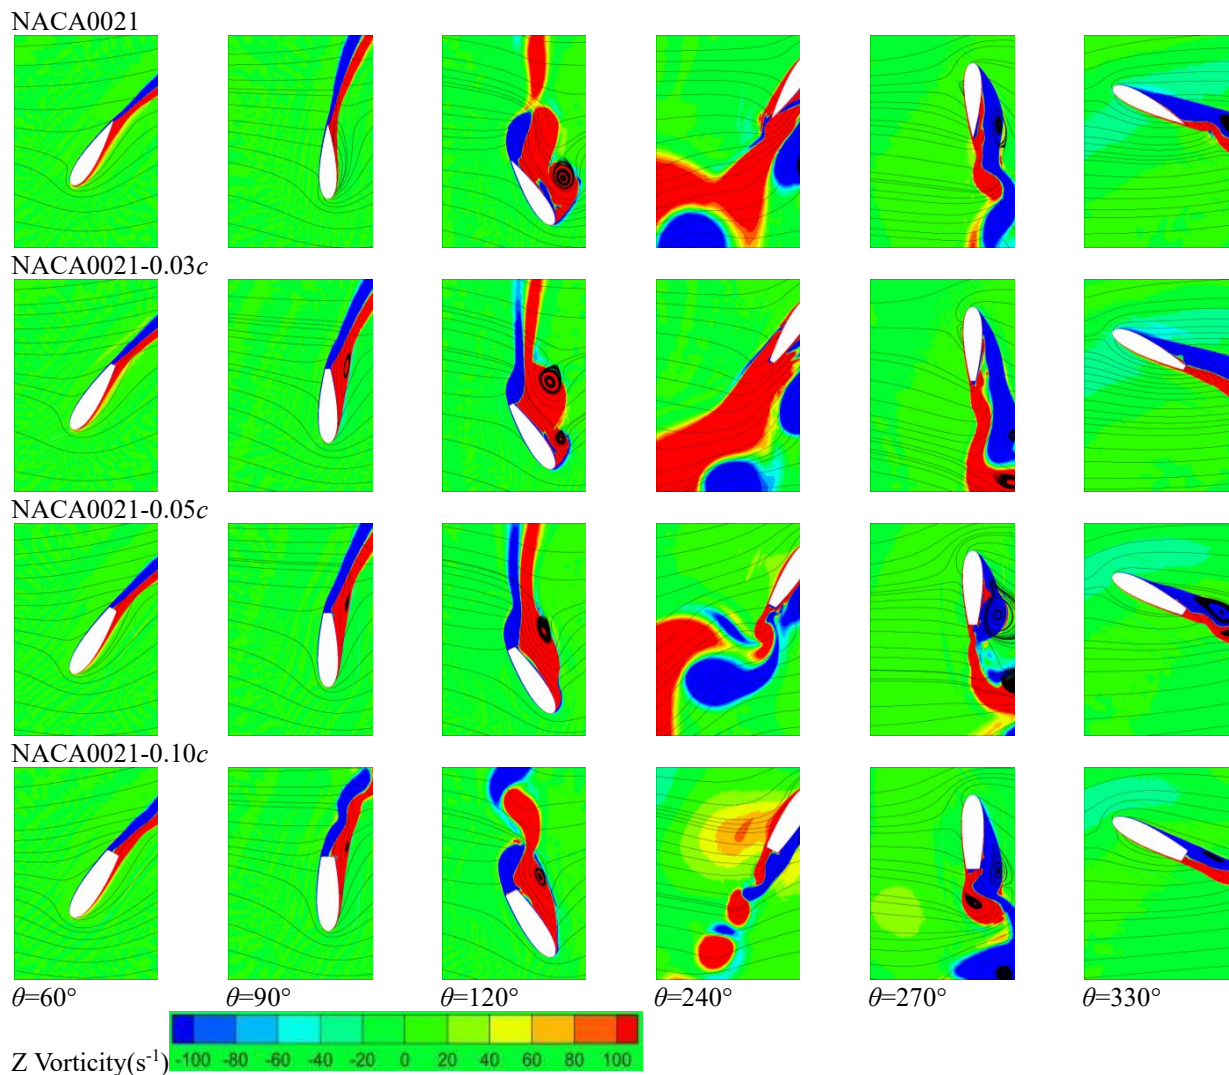 NACA0021
NACA0021-0.03c
NACA0021-0.05c
NACA0021-0.10c
θ=60° θ=90° θ=120° θ=240° θ=270° θ=330°
-100 -80 -60 -40 -20 0 20 40 60 80 100
Z Vorticity(s⁻¹)